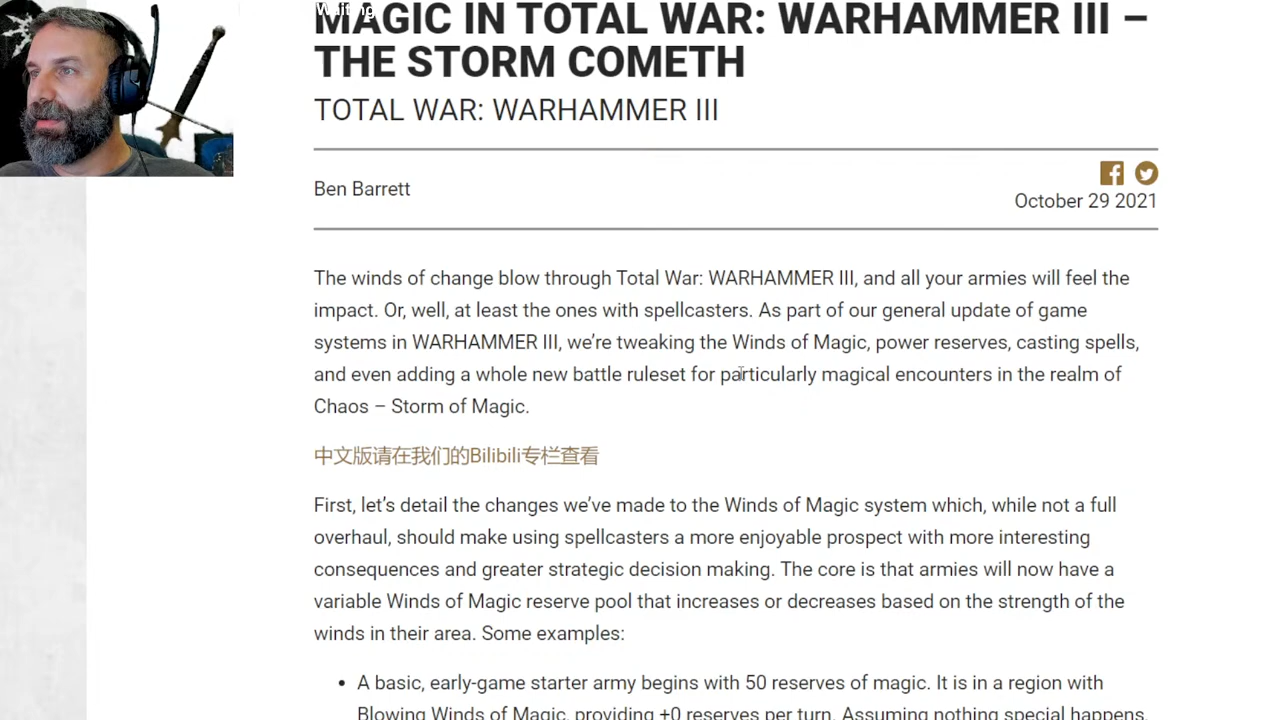 Waiting
MAGIC IN TOTAL WAR: WARHAMMER III –
THE STORM COMETH
TOTAL WAR: WARHAMMER III
Ben Barrett
October 29 2021
The winds of change blow through Total War: WARHAMMER III, and all your armies will feel the
impact. Or, well, at least the ones with spellcasters. As part of our general update of game
systems in WARHAMMER III, we’re tweaking the Winds of Magic, power reserves, casting spells,
and even adding a whole new battle ruleset for particularly magical encounters in the realm of
Chaos – Storm of Magic.
中文版请在我们的Bilibili专栏查看
First, let’s detail the changes we’ve made to the Winds of Magic system which, while not a full
overhaul, should make using spellcasters a more enjoyable prospect with more interesting
consequences and greater strategic decision making. The core is that armies will now have a
variable Winds of Magic reserve pool that increases or decreases based on the strength of the
winds in their area. Some examples:
• A basic, early-game starter army begins with 50 reserves of magic. It is in a region with
Blowing Winds of Magic, providing +0 reserves per turn. Assuming nothing special happens,